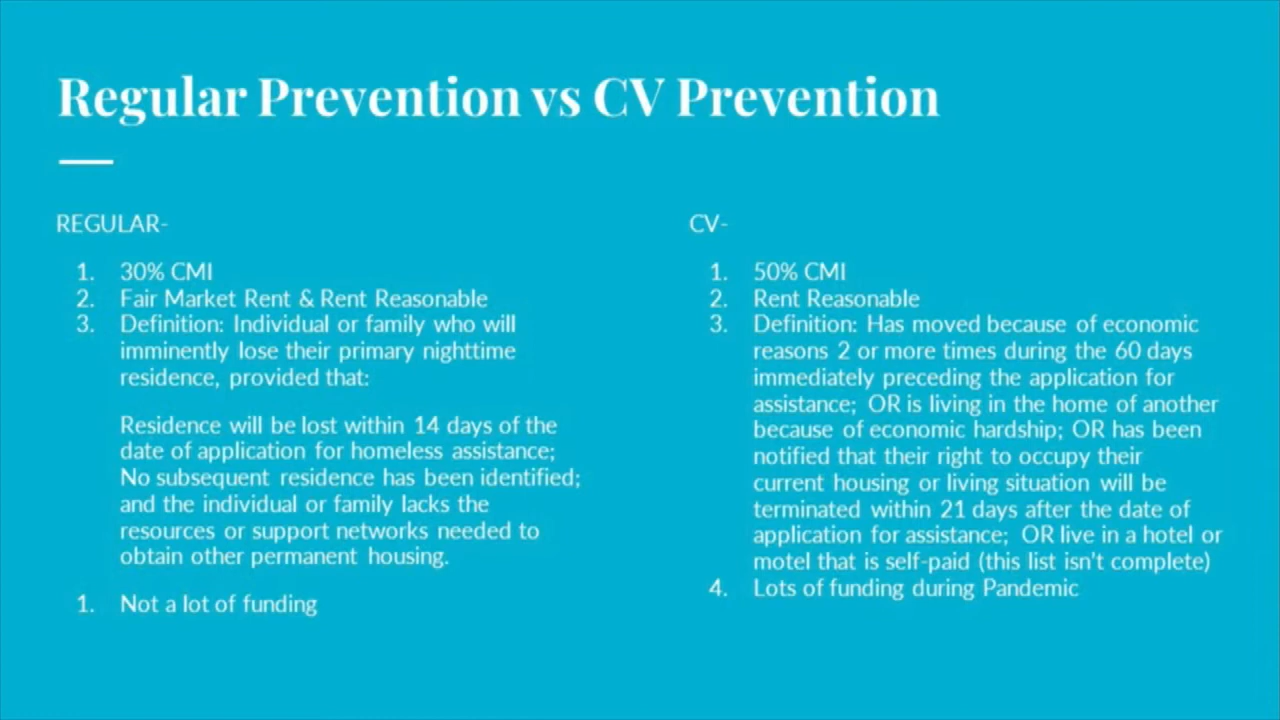 Regular Prevention vs CV Prevention
REGULAR-
1. 30% CMI
2. Fair Market Rent & Rent Reasonable
3. Definition: Individual or family who will
imminently lose their primary nighttime
residence, provided that:
Residence will be lost within 14 days of the
date of application for homeless assistance;
No subsequent residence has been identified;
and the individual or family lacks the
resources or support networks needed to
obtain other permanent housing.
1. Not a lot of funding
CV-
1. 50% CMI
2. Rent Reasonable
3. Definition: Has moved because of economic
reasons 2 or more times during the 60 days
immediately preceding the application for
assistance; OR is living in the home of another
because of economic hardship; OR has been
notified that their right to occupy their
current housing or living situation will be
terminated within 21 days after the date of
application for assistance; OR live in a hotel or
motel that is self-paid (this list isn't complete)
4. Lots of funding during Pandemic